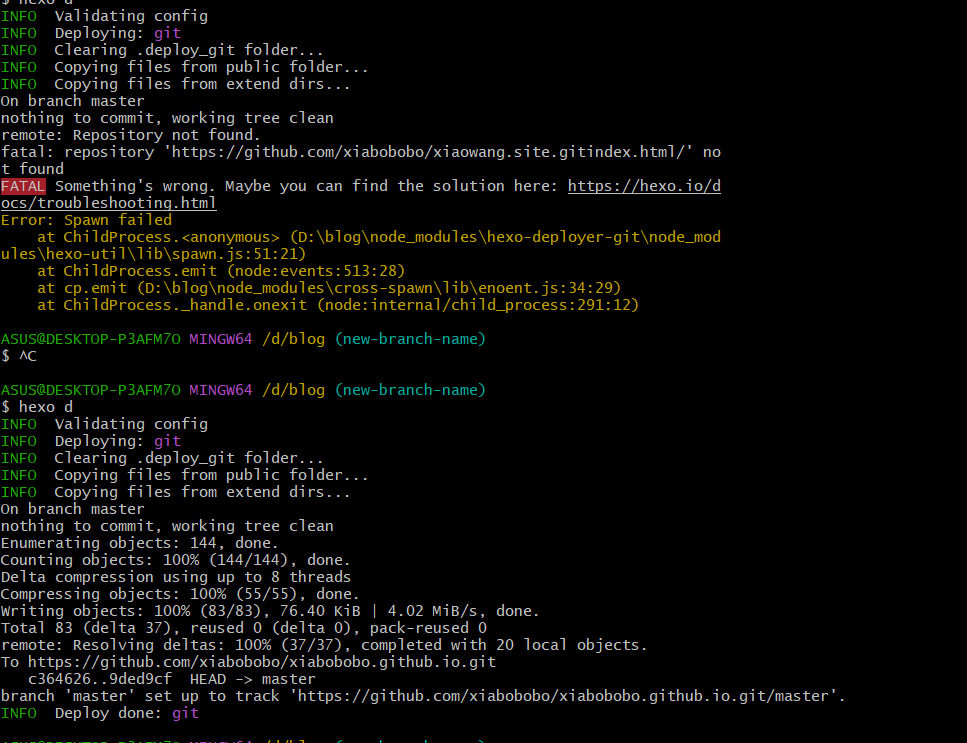 $ hexo d
INFO  Validating config
INFO  Deploying: git
INFO  Clearing .deploy_git folder...
INFO  Copying files from public folder...
INFO  Copying files from extend dirs...
On branch master
nothing to commit, working tree clean
remote: Repository not found.
fatal: repository 'https://github.com/xiabobobo/xiaowang.site.gitindex.html/' no
t found
FATAL Something's wrong. Maybe you can find the solution here: https://hexo.io/d
ocs/troubleshooting.html
Error: Spawn failed
    at ChildProcess.<anonymous> (D:\blog\node_modules\hexo-deployer-git\node_mod
ules\hexo-util\lib\spawn.js:51:21)
    at ChildProcess.emit (node:events:513:28)
    at cp.emit (D:\blog\node_modules\cross-spawn\lib\enoent.js:34:29)
    at ChildProcess._handle.onexit (node:internal/child_process:291:12)
ASUS@DESKTOP-P3AFM7O MINGW64 /d/blog (new-branch-name)
$ ^C
ASUS@DESKTOP-P3AFM7O MINGW64 /d/blog (new-branch-name)
$ hexo d
INFO  Validating config
INFO  Deploying: git
INFO  Clearing .deploy_git folder...
INFO  Copying files from public folder...
INFO  Copying files from extend dirs...
On branch master
nothing to commit, working tree clean
Enumerating objects: 144, done.
Counting objects: 100% (144/144), done.
Delta compression using up to 8 threads
Compressing objects: 100% (55/55), done.
Writing objects: 100% (83/83), 76.40 KiB | 4.02 MiB/s, done.
Total 83 (delta 37), reused 0 (delta 0), pack-reused 0
remote: Resolving deltas: 100% (37/37), completed with 20 local objects.
To https://github.com/xiabobobo/xiabobobo.github.io.git
   c364626..9ded9cf  HEAD -> master
branch 'master' set up to track 'https://github.com/xiabobobo/xiabobobo.github.io.git/master'.
INFO  Deploy done: git